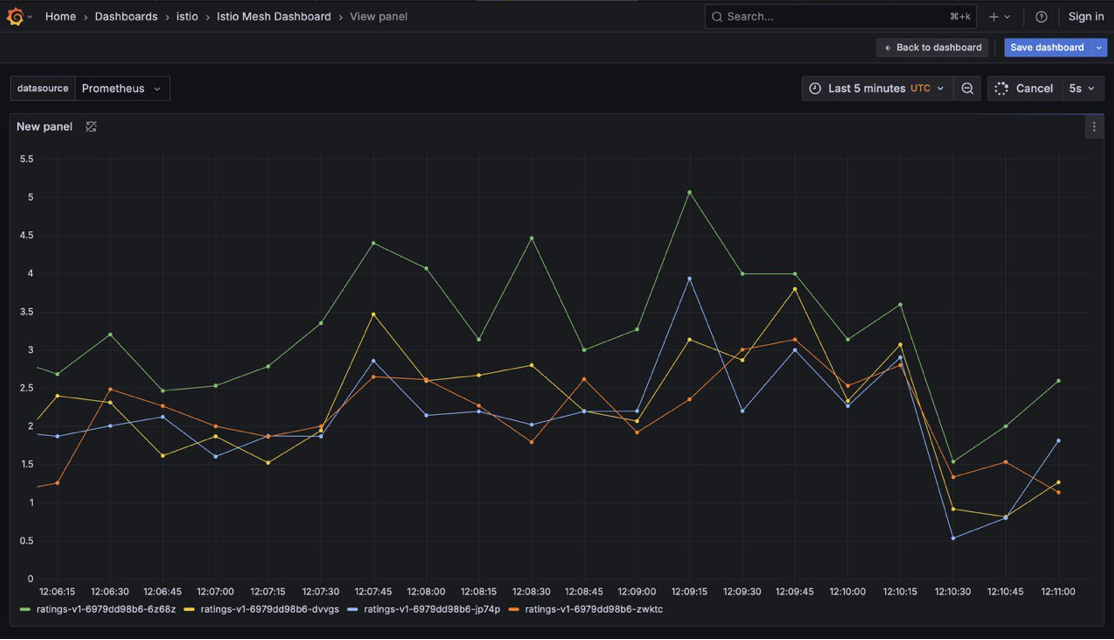 Home › Dashboards › istio › Istio Mesh Dashboard › View panel Search... ⌘+k Sign in
Back to dashboard Save dashboard
datasource Prometheus Last 5 minutes UTC Cancel 5s
New panel
5.5
5
4.5
4
3.5
3
2.5
2
1.5
1
0.5
0
12:06:15 12:06:30 12:06:45 12:07:00 12:07:15 12:07:30 12:07:45 12:08:00 12:08:15 12:08:30 12:08:45 12:09:00 12:09:15 12:09:30 12:09:45 12:10:00 12:10:15 12:10:30 12:10:45 12:11:00
ratings-v1-6979dd98b6-6z68z ratings-v1-6979dd98b6-dvvgs ratings-v1-6979dd98b6-jp74p ratings-v1-6979dd98b6-zwktc